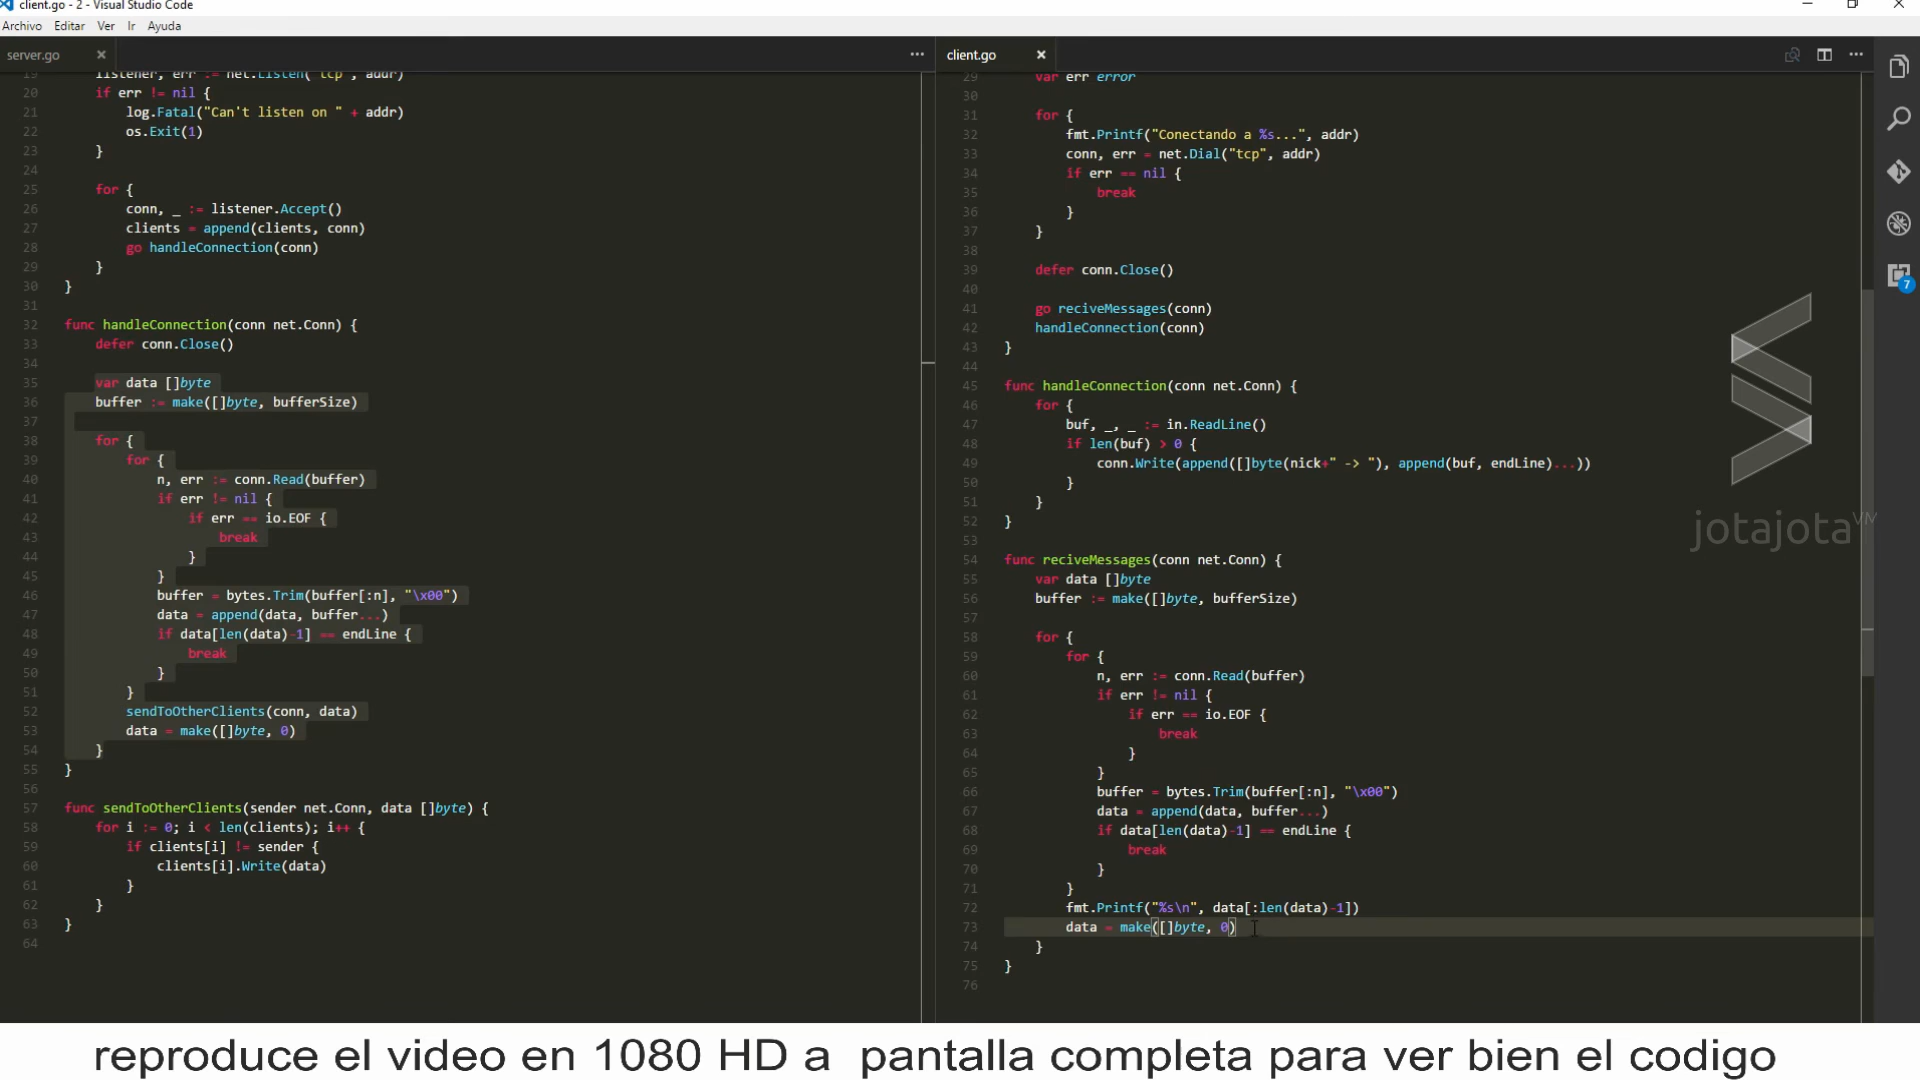 client.go - 2 - Visual Studio Code
Archivo Editar Ver Ir Ayuda
server.go
19 listener, err := net.Listen("tcp", addr)
20 if err != nil {
21 log.Fatal("Can't listen on " + addr)
22 os.Exit(1)
23 }
24
25 for {
26 conn, _ := listener.Accept()
27 clients = append(clients, conn)
28 go handleConnection(conn)
29 }
30 }
31
32 func handleConnection(conn net.Conn) {
33 defer conn.Close()
34
35 var data []byte
36 buffer := make([]byte, bufferSize)
37
38 for {
39 for {
40 n, err := conn.Read(buffer)
41 if err != nil {
42 if err == io.EOF {
43 break
44 }
45 }
46 buffer = bytes.Trim(buffer[:n], "\x00")
47 data = append(data, buffer...)
48 if data[len(data)-1] == endLine {
49 break
50 }
51 }
52 sendToOtherClients(conn, data)
53 data = make([]byte, 0)
54 }
55 }
56
57 func sendToOtherClients(sender net.Conn, data []byte) {
58 for i := 0; i < len(clients); i++ {
59 if clients[i] != sender {
60 clients[i].Write(data)
61 }
62 }
63 }
64
client.go
29 var err error
30
31 for {
32 fmt.Printf("Conectando a %s...", addr)
33 conn, err = net.Dial("tcp", addr)
34 if err == nil {
35 break
36 }
37 }
38
39 defer conn.Close()
40
41 go reciveMessages(conn)
42 handleConnection(conn)
43 }
44
45 func handleConnection(conn net.Conn) {
46 for {
47 buf, _, _ := in.ReadLine()
48 if len(buf) > 0 {
49 conn.Write(append([]byte(nick+" -> "), append(buf, endLine)...))
50 }
51 }
52 }
53
54 func reciveMessages(conn net.Conn) {
55 var data []byte
56 buffer := make([]byte, bufferSize)
57
58 for {
59 for {
60 n, err := conn.Read(buffer)
61 if err != nil {
62 if err == io.EOF {
63 break
64 }
65 }
66 buffer = bytes.Trim(buffer[:n], "\x00")
67 data = append(data, buffer...)
68 if data[len(data)-1] == endLine {
69 break
70 }
71 }
72 fmt.Printf("%s\n", data[:len(data)-1])
73 data = make([]byte, 0)
74 }
75 }
76
7
jotajotaVM
reproduce el video en 1080 HD a pantalla completa para ver bien el codigo